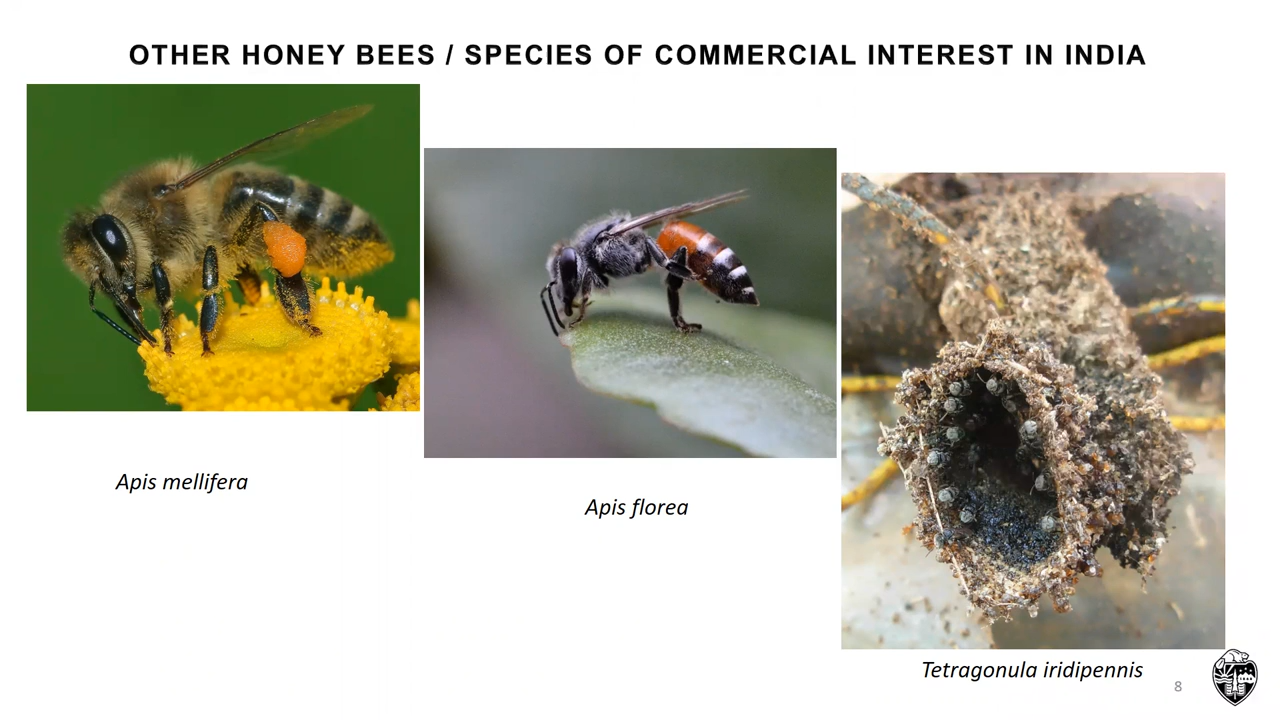 OTHER HONEY BEES / SPECIES OF COMMERCIAL INTEREST IN INDIA
Apis mellifera
Apis florea
Tetragonula iridipennis
8